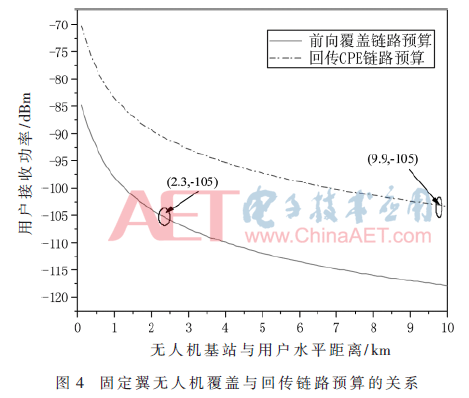 -70
-75
-80
-85
-90
-95
-100
-105
-110
-115
-120
用户接收功率/dBm
前向覆盖链路预算
回传CPE链路预算
(2.3,-105)
(9.9,-105)
AET 电子技术应用
www.ChinaAET.com
0 1 2 3 4 5 6 7 8 9 10
无人机基站与用户水平距离/km
图 4 固定翼无人机覆盖与回传链路预算的关系